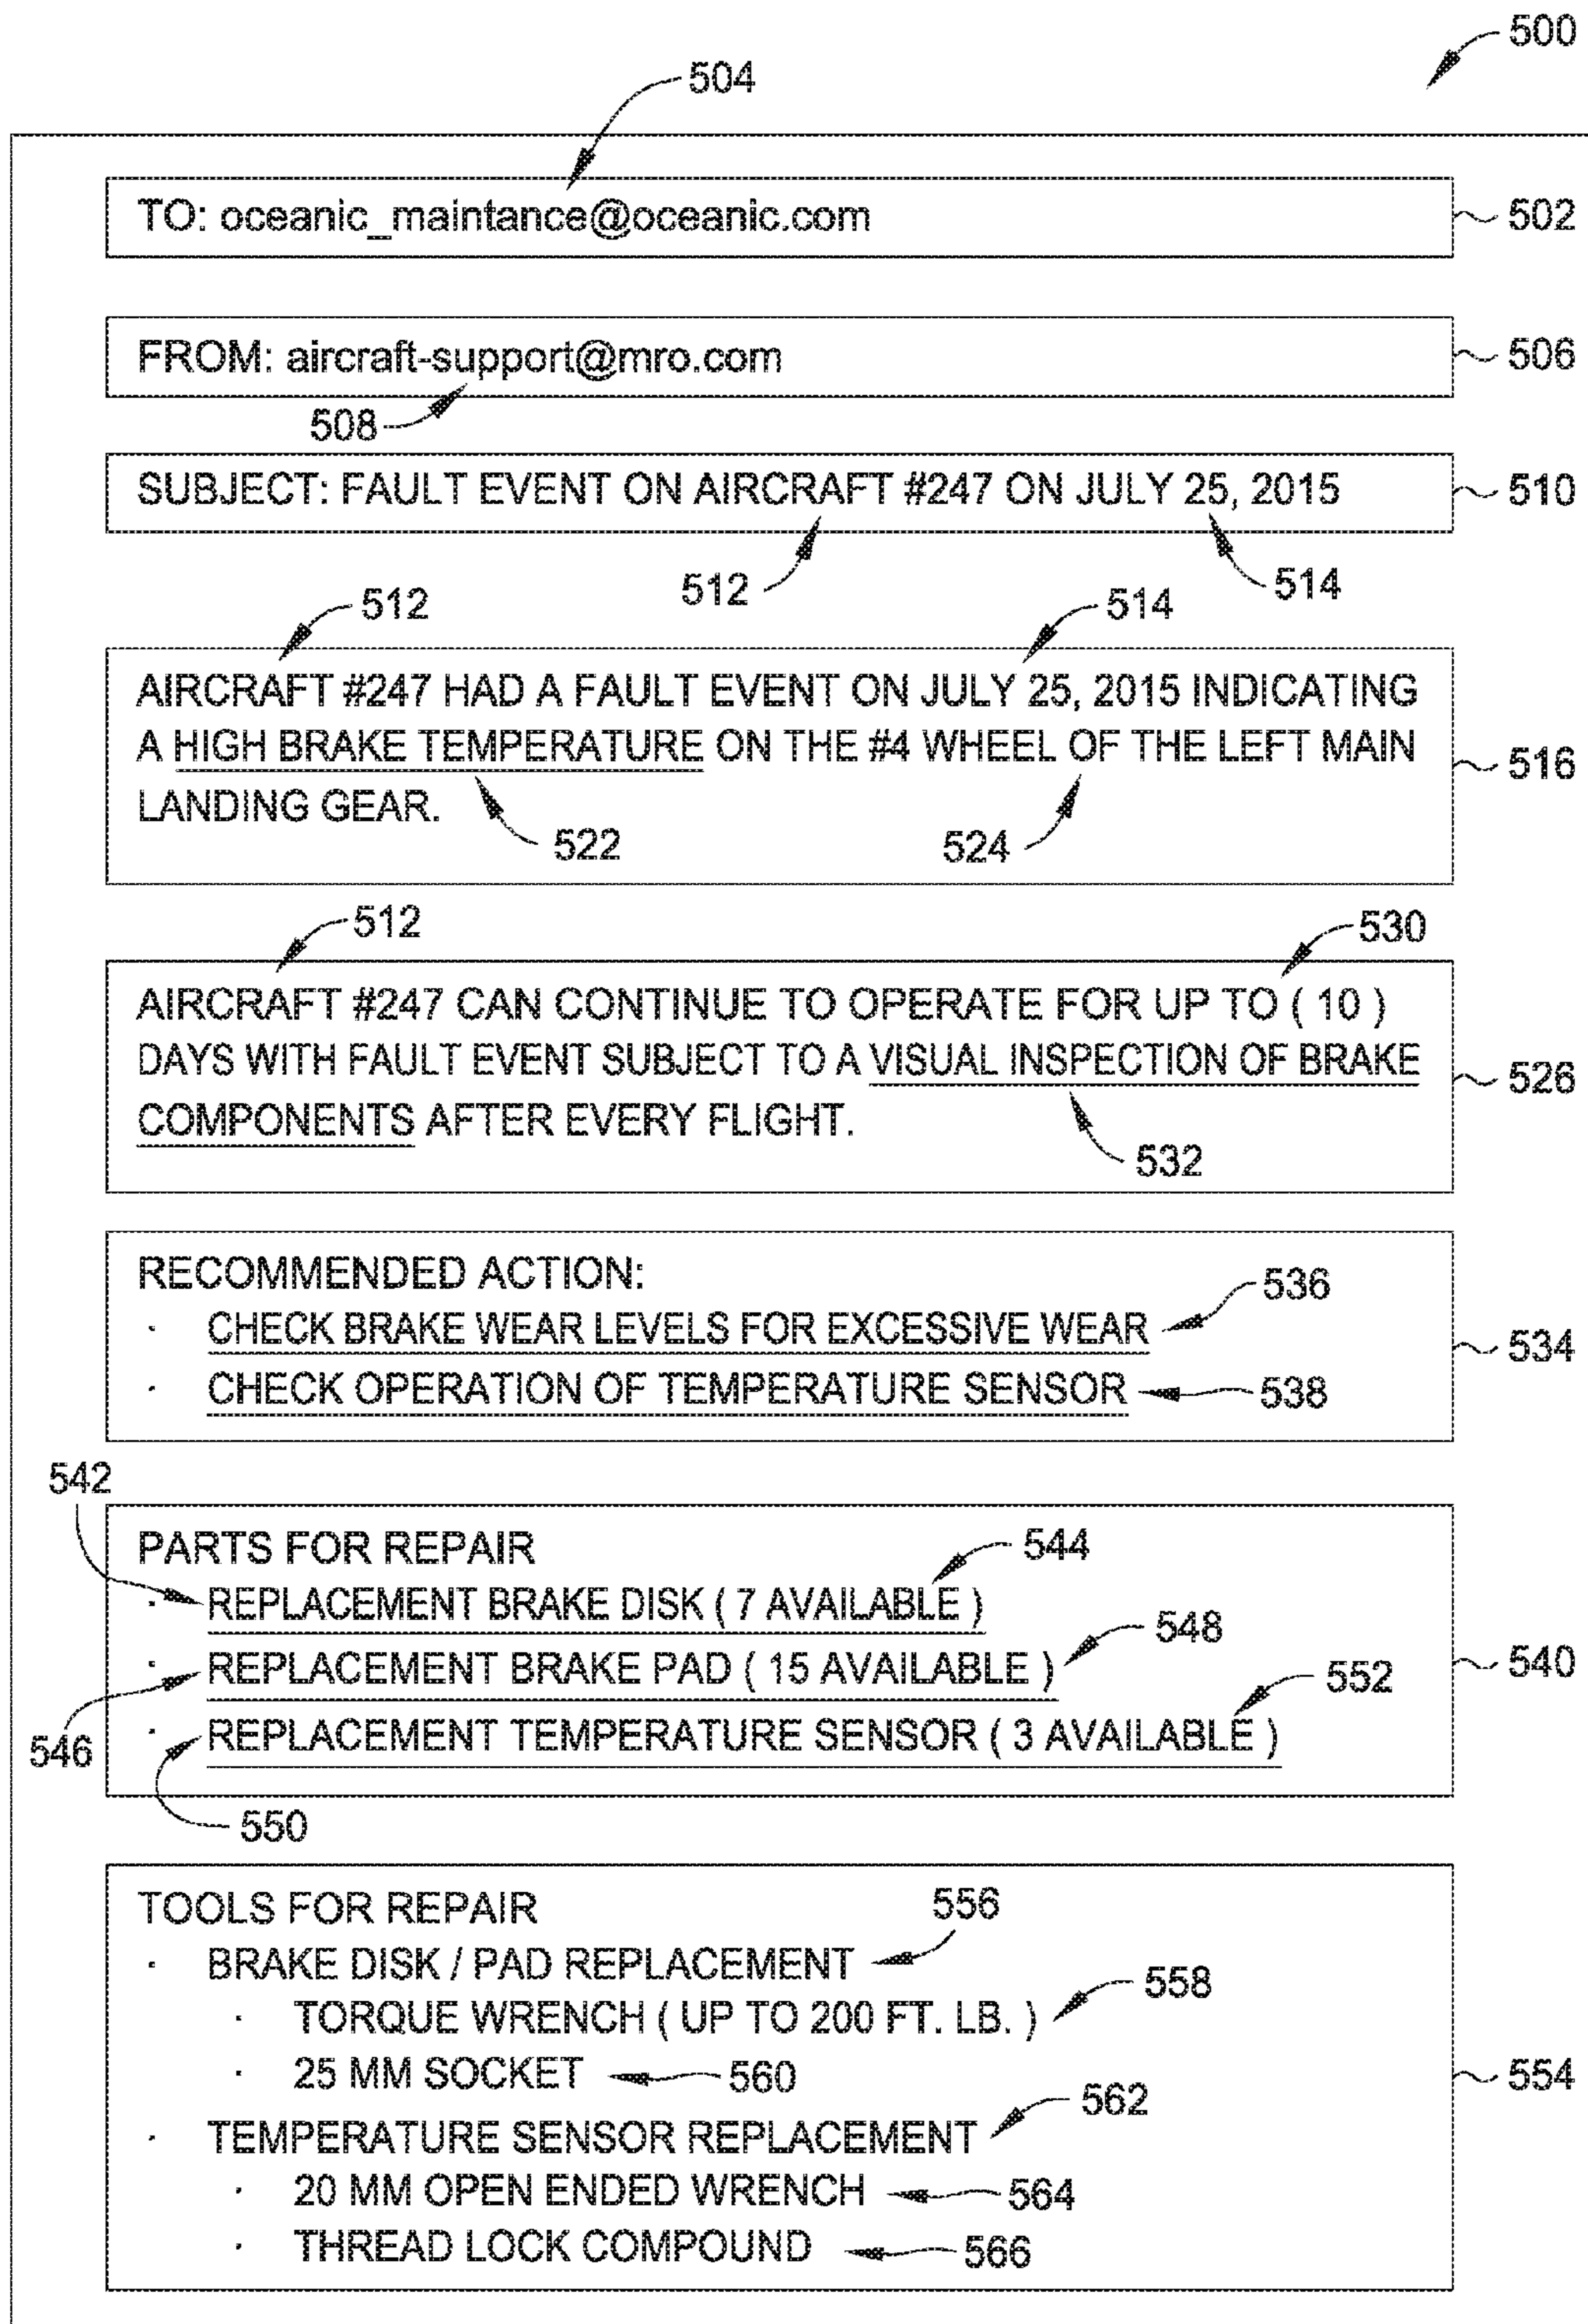 500
504
TO: oceanic_maintance@oceanic.com
502
FROM: aircraft-support@mro.com
506
508
SUBJECT: FAULT EVENT ON AIRCRAFT #247 ON JULY 25, 2015
510
512
514
512
514
AIRCRAFT #247 HAD A FAULT EVENT ON JULY 25, 2015 INDICATING
A HIGH BRAKE TEMPERATURE ON THE #4 WHEEL OF THE LEFT MAIN
516
LANDING GEAR.
522
524
512
530
AIRCRAFT #247 CAN CONTINUE TO OPERATE FOR UP TO ( 10 )
DAYS WITH FAULT EVENT SUBJECT TO A VISUAL INSPECTION OF BRAKE
526
COMPONENTS AFTER EVERY FLIGHT.
532
RECOMMENDED ACTION:
536
· CHECK BRAKE WEAR LEVELS FOR EXCESSIVE WEAR
534
· CHECK OPERATION OF TEMPERATURE SENSOR
538
542
PARTS FOR REPAIR
544
· REPLACEMENT BRAKE DISK ( 7 AVAILABLE )
548
· REPLACEMENT BRAKE PAD ( 15 AVAILABLE )
540
552
546
· REPLACEMENT TEMPERATURE SENSOR ( 3 AVAILABLE )
550
TOOLS FOR REPAIR
556
· BRAKE DISK / PAD REPLACEMENT
558
· TORQUE WRENCH ( UP TO 200 FT. LB. )
· 25 MM SOCKET
560
554
562
· TEMPERATURE SENSOR REPLACEMENT
· 20 MM OPEN ENDED WRENCH
564
· THREAD LOCK COMPOUND
566